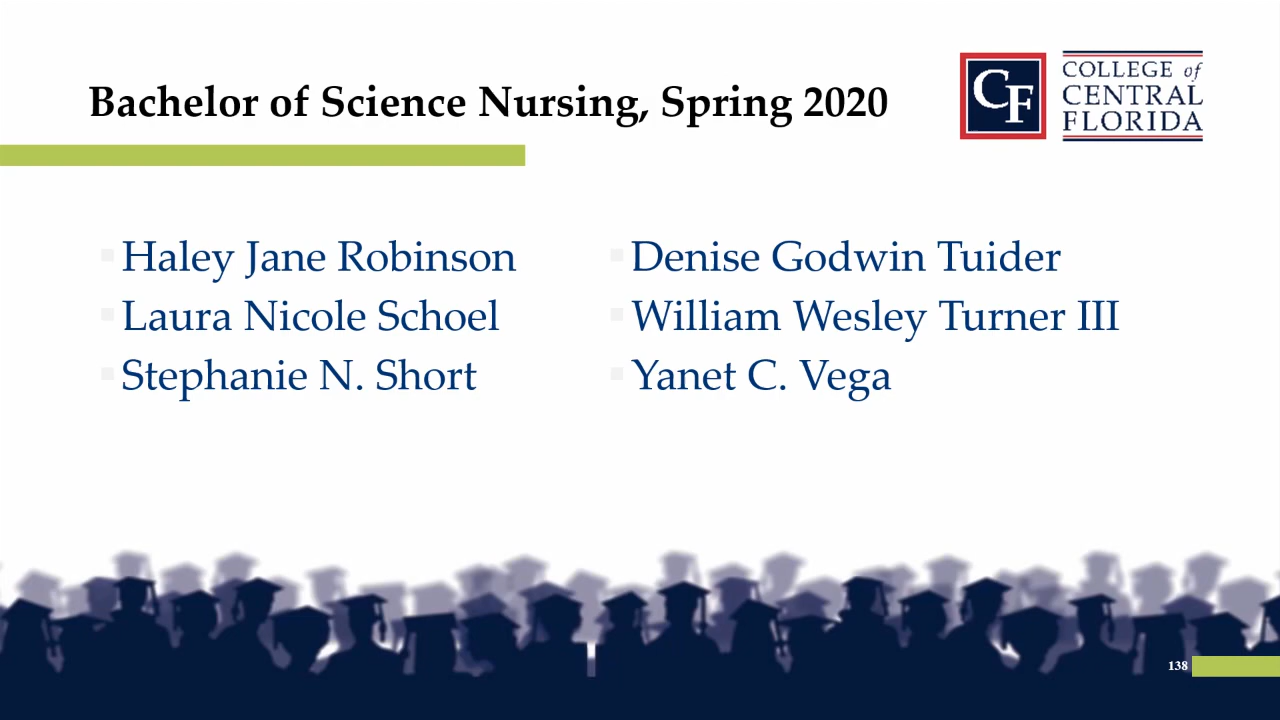 Bachelor of Science Nursing, Spring 2020
CF
COLLEGE of
CENTRAL
FLORIDA
Haley Jane Robinson
Laura Nicole Schoel
Stephanie N. Short
Denise Godwin Tuider
William Wesley Turner III
Yanet C. Vega
138